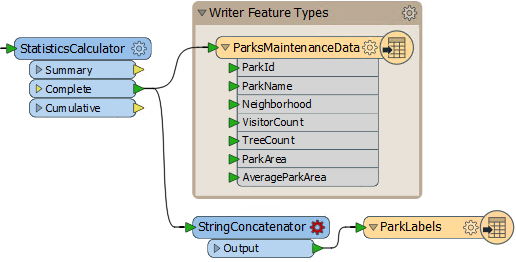 StatisticsCalculator
Summary
Complete
Cumulative
Writer Feature Types
ParksMaintenanceData
ParkId
ParkName
Neighborhood
VisitorCount
TreeCount
ParkArea
AverageParkArea
StringConcatenator
Output
ParkLabels